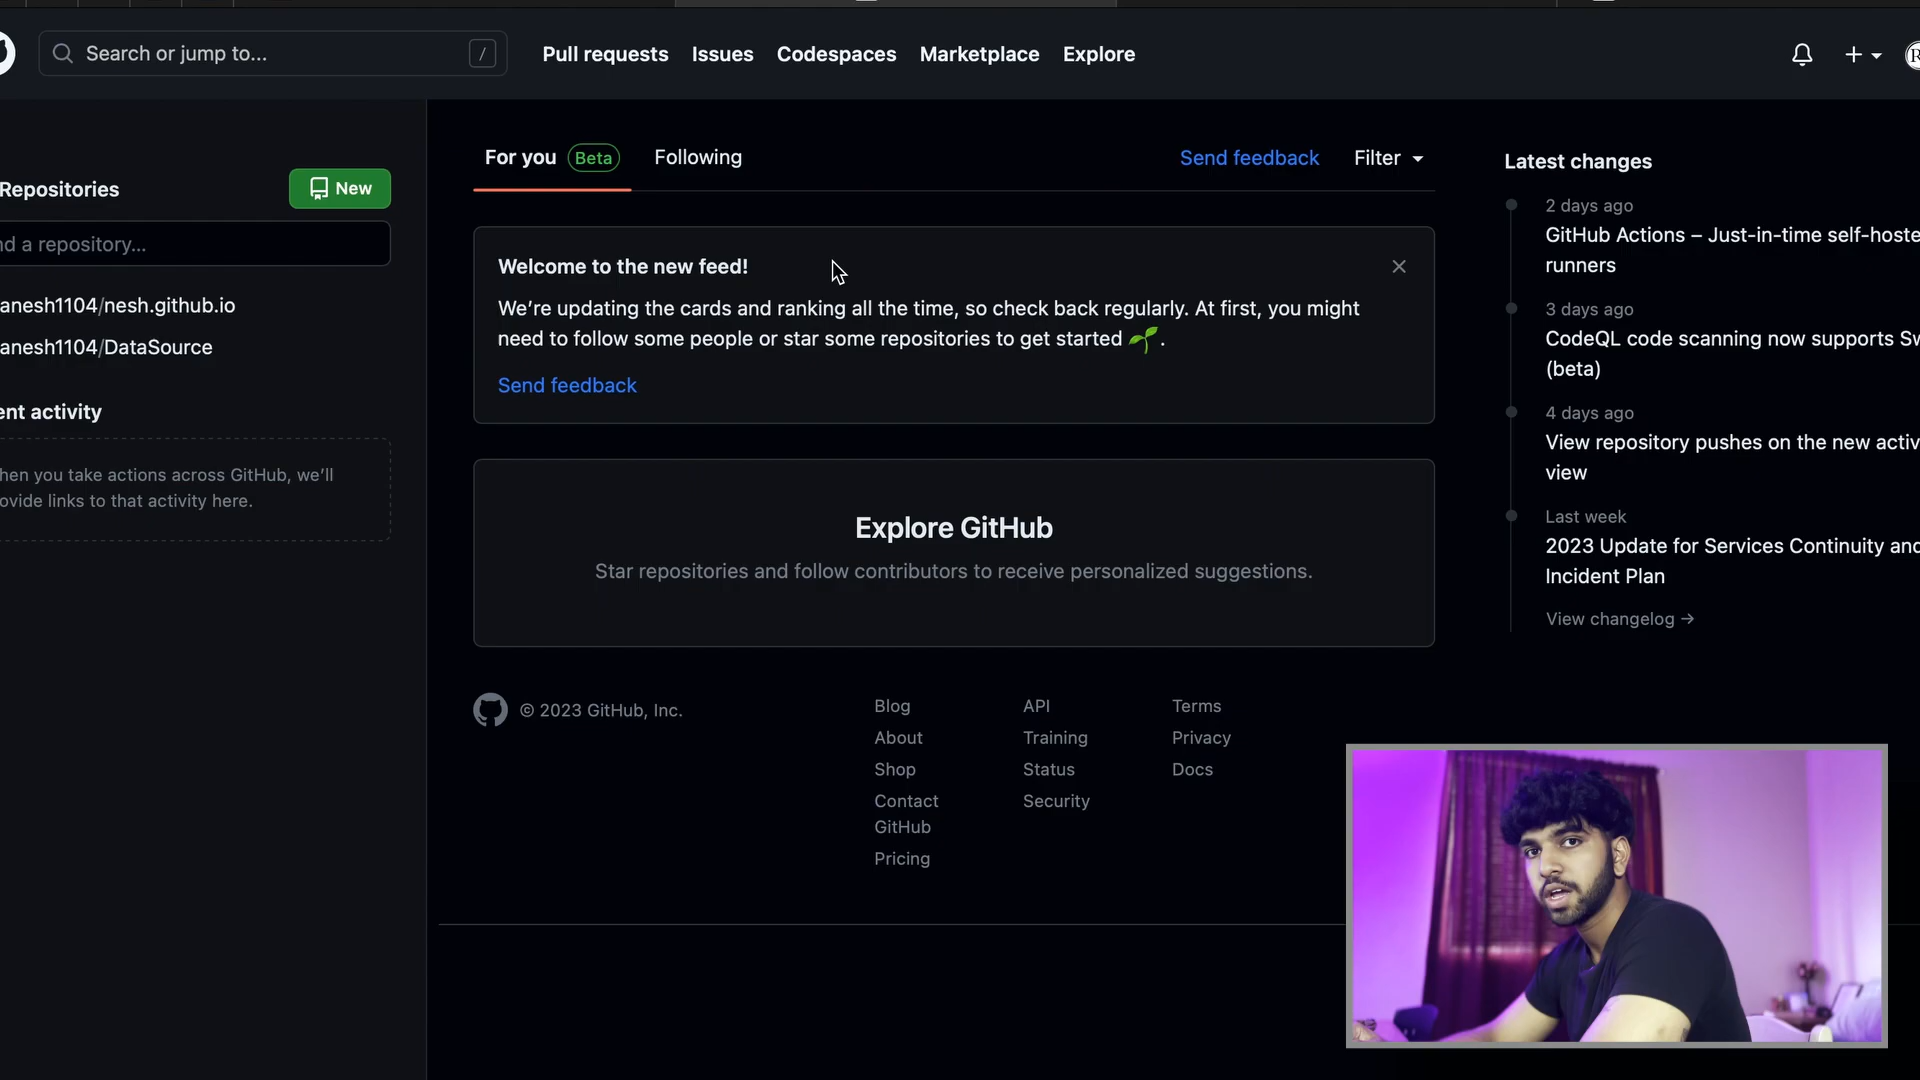 Search or jump to...
/
Pull requests
Issues
Codespaces
Marketplace
Explore
Repositories
New
a repository...
anesh1104/nesh.github.io
anesh1104/DataSource
activity
you take actions across GitHub, we’ll
links to that activity here.
For you
Beta
Following
Send feedback
Filter
Welcome to the new feed!
We’re updating the cards and ranking all the time, so check back regularly. At first, you might
need to follow some people or star some repositories to get started 🌱.
Send feedback
Explore GitHub
Star repositories and follow contributors to receive personalized suggestions.
© 2023 GitHub, Inc.
Blog
About
Shop
Contact
GitHub
Pricing
API
Training
Status
Security
Terms
Privacy
Docs
Latest changes
2 days ago
GitHub Actions – Just-in-time
runners
3 days ago
CodeQL code scanning now supports
(beta)
4 days ago
View repository pushes on the new
view
Last week
2023 Update for Services Continuity and
Incident Plan
View changelog →